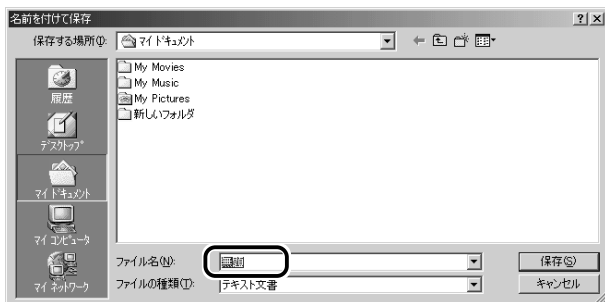 名前を付けて保存
保存する場所(I):
マイ ドキュメント
履歴
デスクトップ
マイ ドキュメント
マイ コンピュータ
マイ ネットワーク
My Movies
My Music
My Pictures
新しいフォルダ
ファイル名(N):
保存(S)
ファイルの種類(T):
テキスト文書
キャンセル